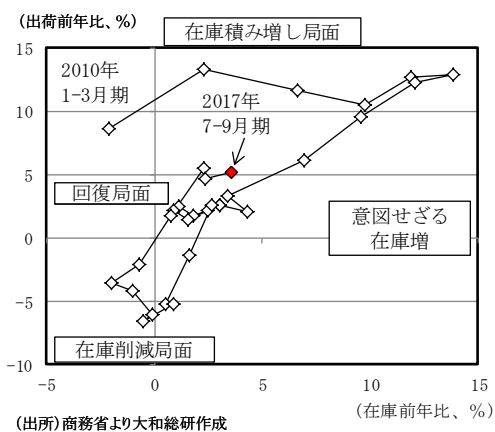 (出荷前年比、%)
在庫積み増し局面
15
10
5
0
-5
-10
2010年
1-3月期
2017年
7-9月期
回復局面
意図せざる
在庫増
在庫削減局面
-5
0
5
10
15
(在庫前年比、%)
(出所)商務省より大和総研作成